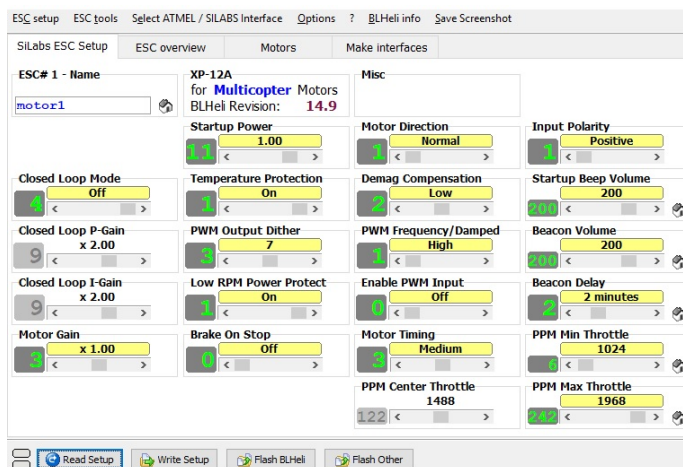 ESC setup ESC tools Select ATMEL / SILABS Interface Options ? BLHeli info Save Screenshot
SiLabs ESC Setup ESC overview Motors Make interfaces
ESC# 1 - Name XP-12A Misc
for Multicopter Motors
motor1 BLHeli Revision: 14.9
Startup Power Motor Direction Input Polarity
11 1.00 1 Normal 1 Positive
Closed Loop Mode Temperature Protection Demag Compensation Startup Beep Volume
4 Off 1 On 2 Low 200 200
Closed Loop P-Gain PWM Output Dither PWM Frequency/Damped Beacon Volume
9 x 2.00 3 7 1 High 200 200
Closed Loop I-Gain Low RPM Power Protect Enable PWM Input Beacon Delay
9 x 2.00 1 On 0 Off 2 2 minutes
Motor Gain Brake On Stop Motor Timing PPM Min Throttle
3 x 1.00 0 Off 3 Medium 6 1024
PPM Center Throttle PPM Max Throttle
122 1488 242 1968
Read Setup Write Setup Flash BLHeli Flash Other